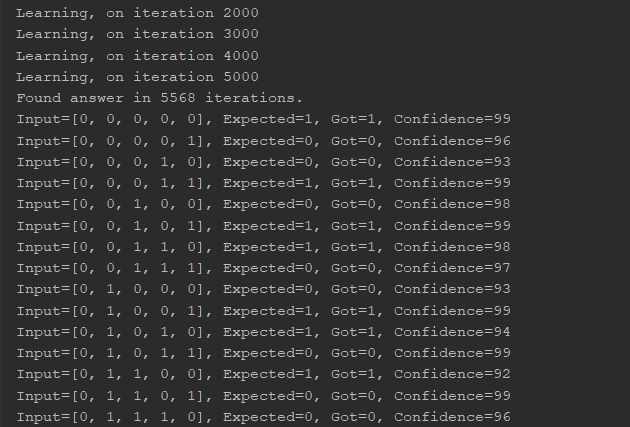 Learning, on iteration 2000
Learning, on iteration 3000
Learning, on iteration 4000
Learning, on iteration 5000
Found answer in 5568 iterations.
Input=[0, 0, 0, 0, 0], Expected=1, Got=1, Confidence=99
Input=[0, 0, 0, 0, 1], Expected=0, Got=0, Confidence=96
Input=[0, 0, 0, 1, 0], Expected=0, Got=0, Confidence=93
Input=[0, 0, 0, 1, 1], Expected=1, Got=1, Confidence=99
Input=[0, 0, 1, 0, 0], Expected=0, Got=0, Confidence=98
Input=[0, 0, 1, 0, 1], Expected=1, Got=1, Confidence=99
Input=[0, 0, 1, 1, 0], Expected=1, Got=1, Confidence=98
Input=[0, 0, 1, 1, 1], Expected=0, Got=0, Confidence=97
Input=[0, 1, 0, 0, 0], Expected=0, Got=0, Confidence=93
Input=[0, 1, 0, 0, 1], Expected=1, Got=1, Confidence=99
Input=[0, 1, 0, 1, 0], Expected=1, Got=1, Confidence=94
Input=[0, 1, 0, 1, 1], Expected=0, Got=0, Confidence=99
Input=[0, 1, 1, 0, 0], Expected=1, Got=1, Confidence=92
Input=[0, 1, 1, 0, 1], Expected=0, Got=0, Confidence=99
Input=[0, 1, 1, 1, 0], Expected=0, Got=0, Confidence=96